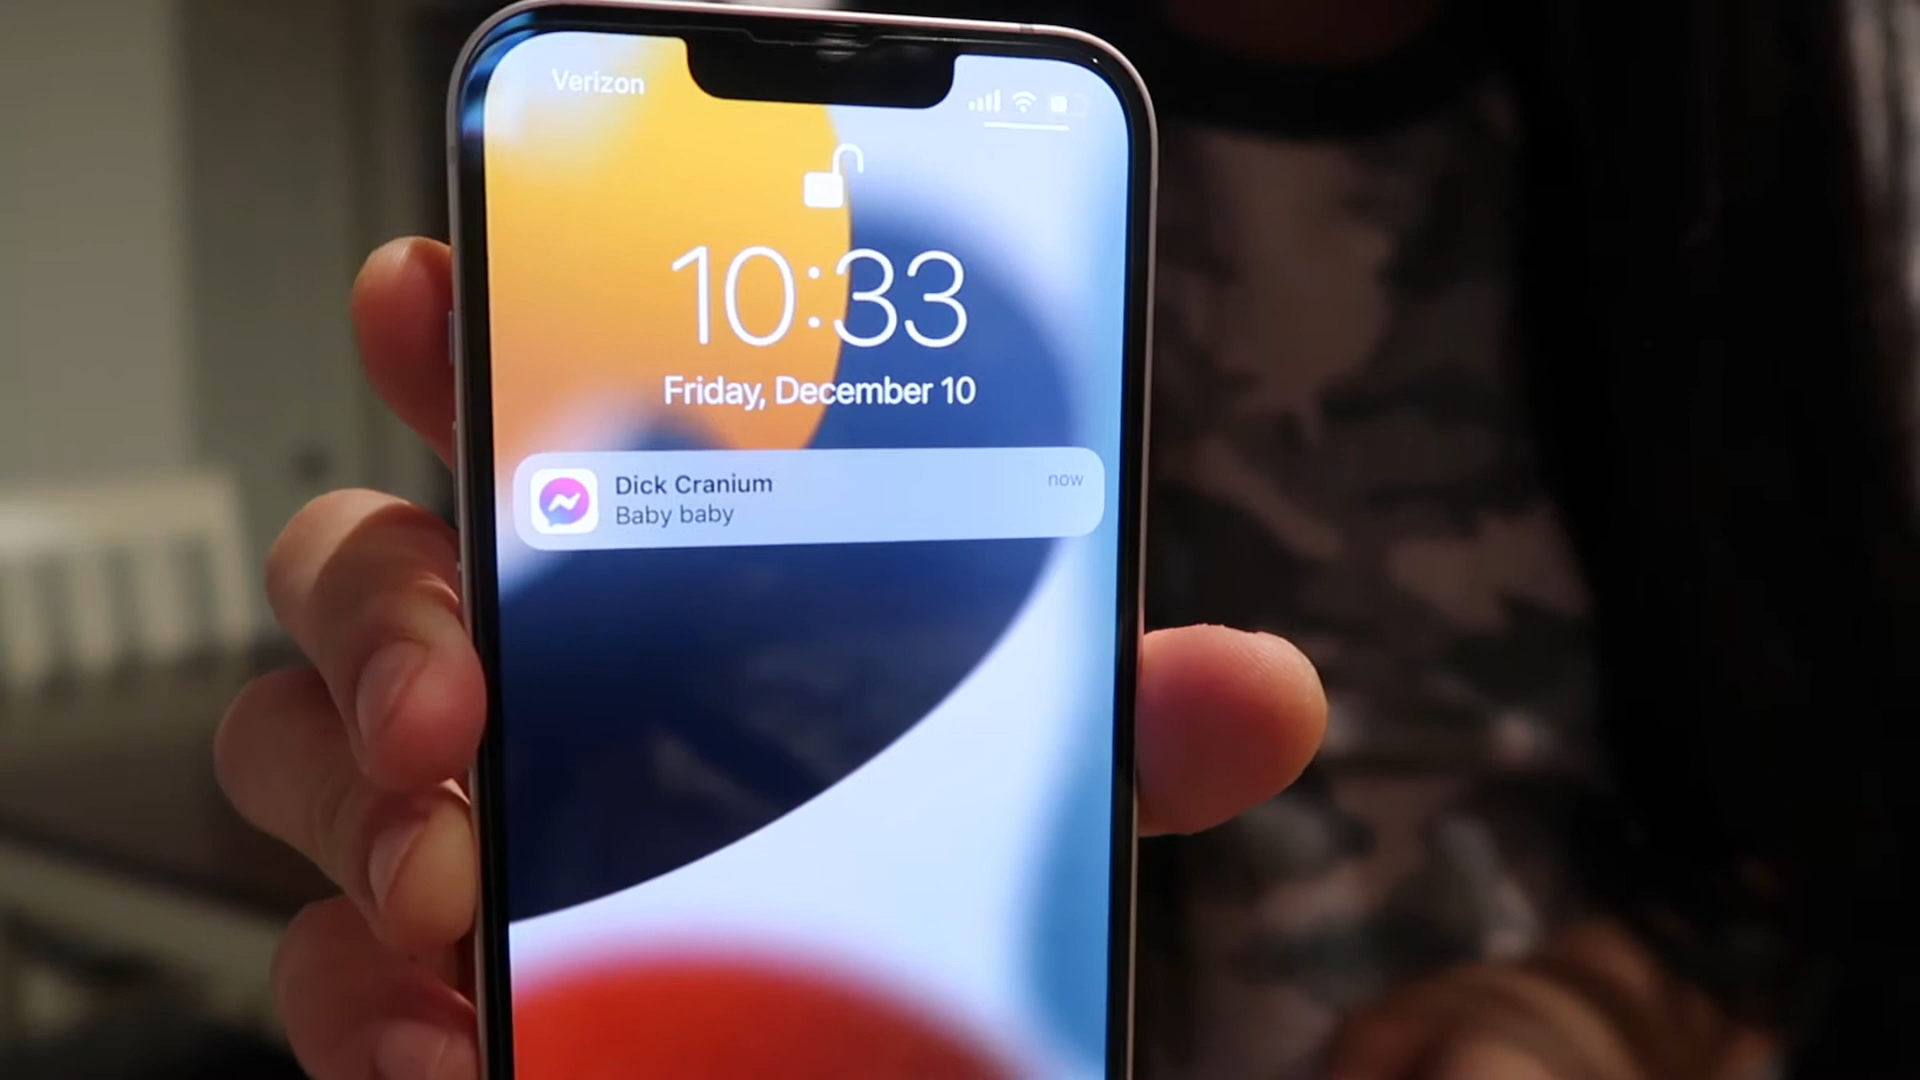 Verizon
10:33
Friday, December 10
Dick Cranium
now
Baby baby